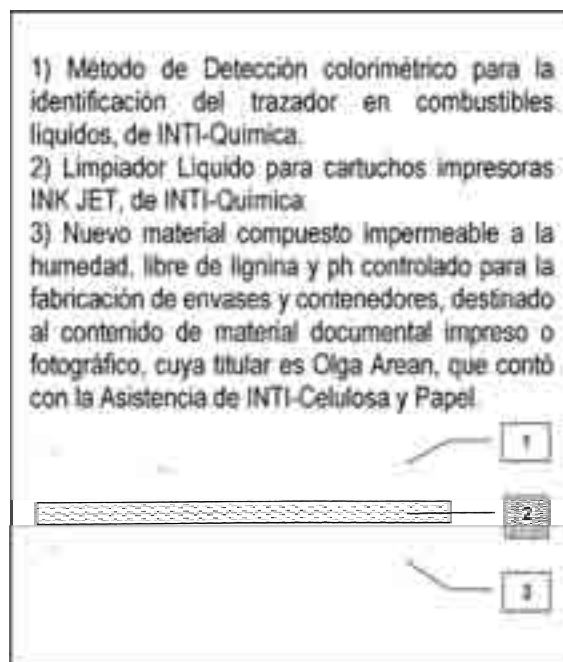 1) Método de Detección colorimétrico para la
identificación del trazador en combustibles
líquidos, de INTI-Química.
2) Limpiador Liquido para cartuchos impresoras
INK JET, de INTI-Química
3) Nuevo material compuesto impermeable a la
humedad, libre de lignina y ph controlado para la
fabricación de envases y contenedores, destinado
al contenido de material documental impreso o
fotográfico, cuya titular es Olga Arean, que contó
con la Asistencia de INTI-Celulosa y Papel.
1
2
3